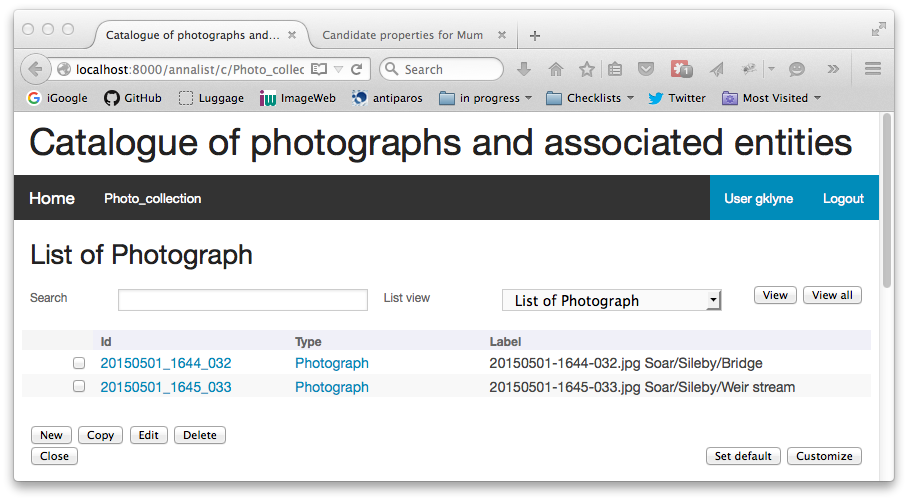 Catalogue of photographs and... × Candidate properties for Mum × +
localhost:8000/annalist/c/Photo_collec Search 1 »
iGoogle GitHub Luggage ImageWeb antiparos in progress Checklists Twitter Most Visited
Catalogue of photographs and associated entities
Home Photo_collection User gklyne Logout
List of Photograph
Search List view List of Photograph View View all
Id Type Label
20150501_1644_032 Photograph 20150501-1644-032.jpg Soar/Sileby/Bridge
20150501_1645_033 Photograph 20150501-1645-033.jpg Soar/Sileby/Weir stream
New Copy Edit Delete
Close Set default Customize